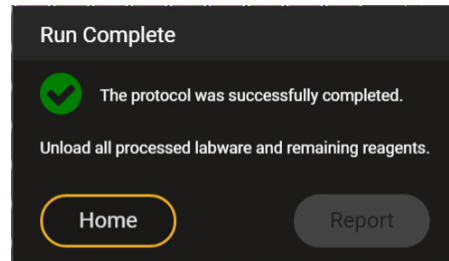 Run Complete
The protocol was successfully completed.
Unload all processed labware and remaining reagents.
Home
Report